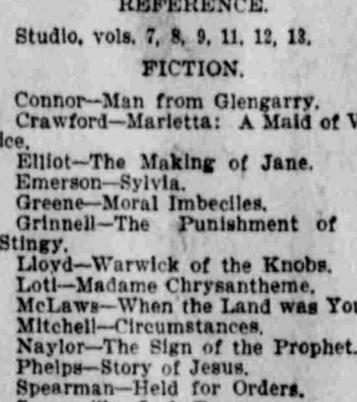 REFERENCE.
Studio, vols. 7, 8, 9, 11, 12, 13.
FICTION.
Connor—Man from Glengarry.
Crawford—Marietta: A Maid of V
ice.
Elliot—The Making of Jane.
Emerson—Sylvia.
Greene—Moral Imbeciles.
Grinnell—The Punishment of
Stingy.
Lloyd—Warwick of the Knobs.
Loti—Madame Chrysantheme.
McLaws—When the Land was You
Mitchell—Circumstances.
Naylor—The Sign of the Prophet.
Phelps—Story of Jesus.
Spearman—Held for Orders.